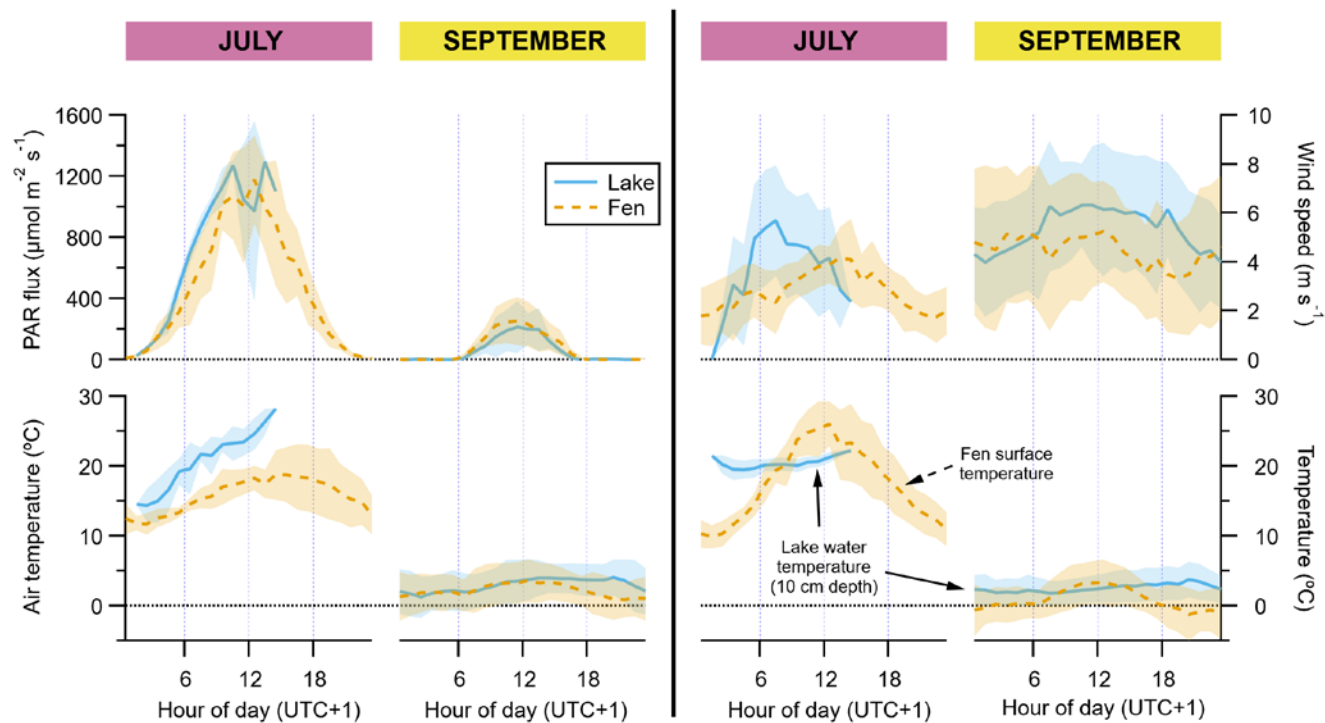 JULY
SEPTEMBER
JULY
SEPTEMBER
PAR flux (µmol m⁻² s⁻¹)
1600
1200
800
400
0
Lake
Fen
10
8
6
4
2
0
Wind speed (m s⁻¹)
Air temperature (ºC)
30
20
10
0
Fen surface
temperature
Lake water
temperature
(10 cm depth)
30
20
10
0
Temperature (ºC)
6 12 18
6 12 18
6 12 18
6 12 18
Hour of day (UTC+1)
Hour of day (UTC+1)
Hour of day (UTC+1)
Hour of day (UTC+1)